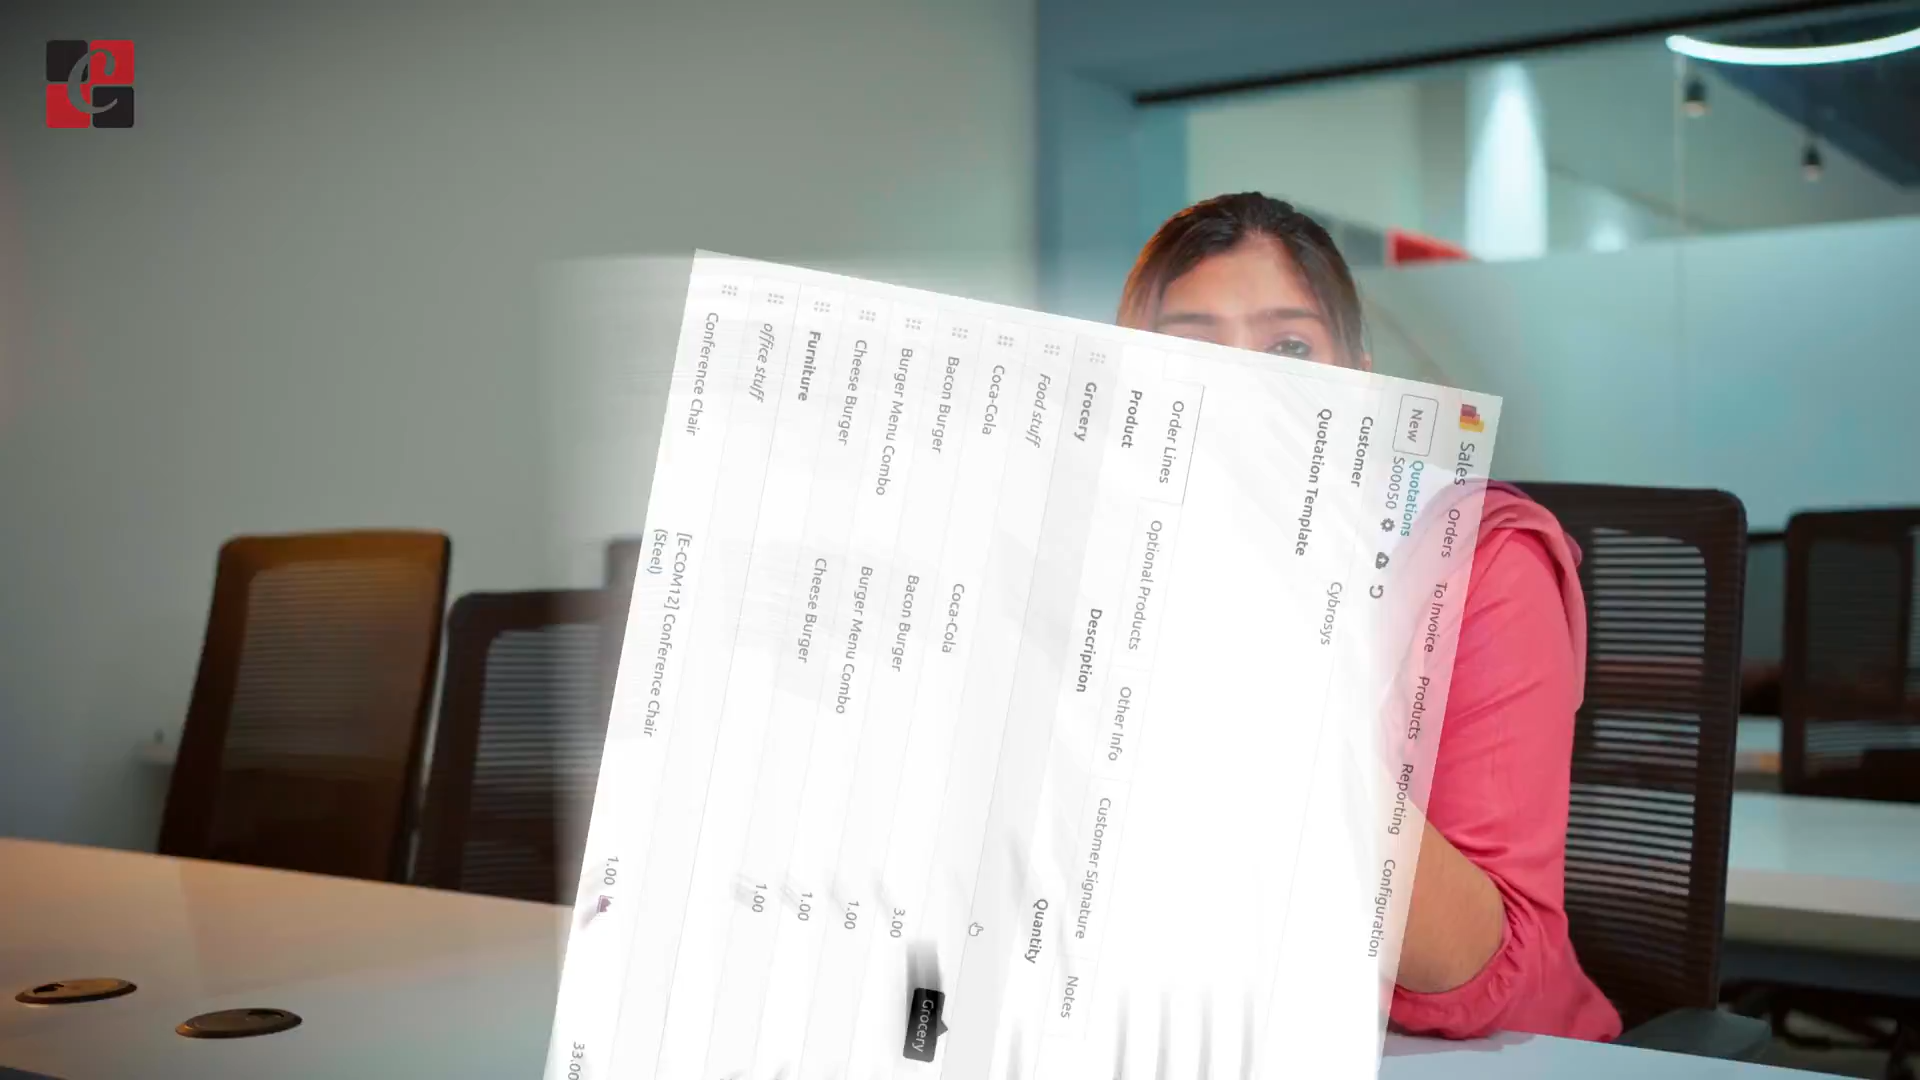 Sales Orders To Invoice Products Reporting Configuration
New Quotations
S00050
Customer Cybrosys
Quotation Template
Order Lines Optional Products Other Info Customer Signature Notes
Product Description Quantity
Grocery
Food stuff
Coca-Cola Coca-Cola 3.00
Bacon Burger Bacon Burger 1.00
Burger Menu Combo Burger Menu Combo 1.00
Cheese Burger Cheese Burger 1.00
Furniture
office stuff
Conference Chair [E-COM12] Conference Chair 1.00 33.00
(Steel)
Grocery